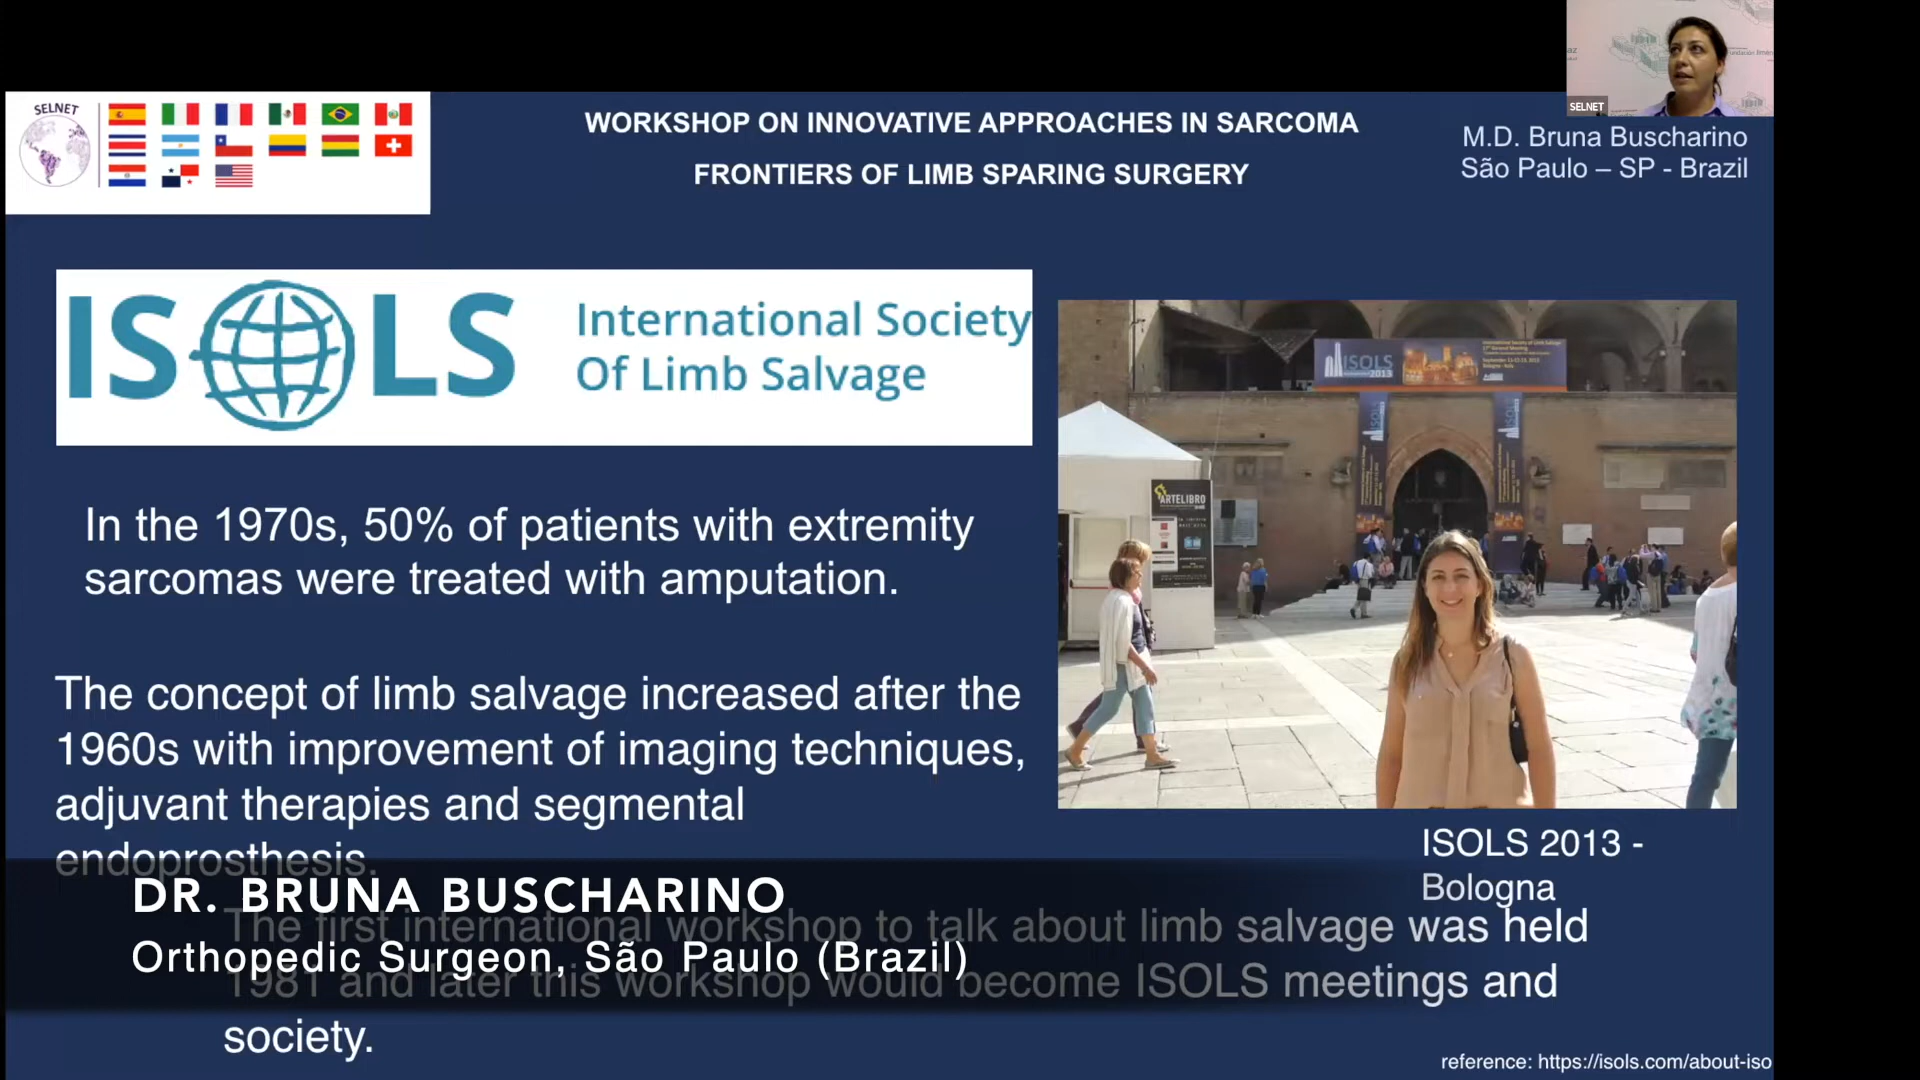 SELNET
WORKSHOP ON INNOVATIVE APPROACHES IN SARCOMA
FRONTIERS OF LIMB SPARING SURGERY
SELNET
M.D. Bruna Buscharino
São Paulo – SP - Brazil
ISOLS
International Society
Of Limb Salvage
In the 1970s, 50% of patients with extremity
sarcomas were treated with amputation.
The concept of limb salvage increased after the
1960s with improvement of imaging techniques,
adjuvant therapies and segmental
endoprosthesis.
ISOLS
2013
ARTELIBRO
ISOLS 2013 -
Bologna
DR. BRUNA BUSCHARINO
Orthopedic Surgeon, São Paulo (Brazil)
The first international workshop to talk about limb salvage was held
1981 and later this workshop would become ISOLS meetings and
society.
reference: https://isols.com/about-iso